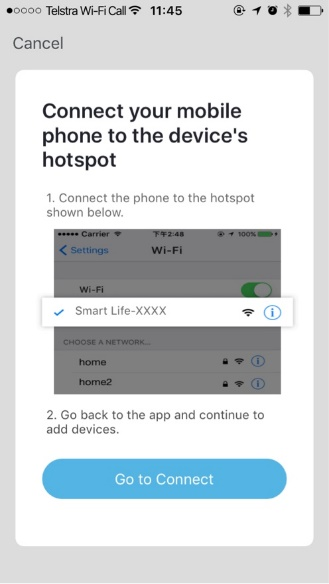 Telstra Wi-Fi Call 11:45
Cancel
Connect your mobile
phone to the device's
hotspot
1. Connect the phone to the hotspot
shown below.
Carrier 下午2:48 100%
Settings Wi-Fi
Wi-Fi
Smart Life-XXXX
CHOOSE A NETWORK...
home
home2
2. Go back to the app and continue to
add devices.
Go to Connect